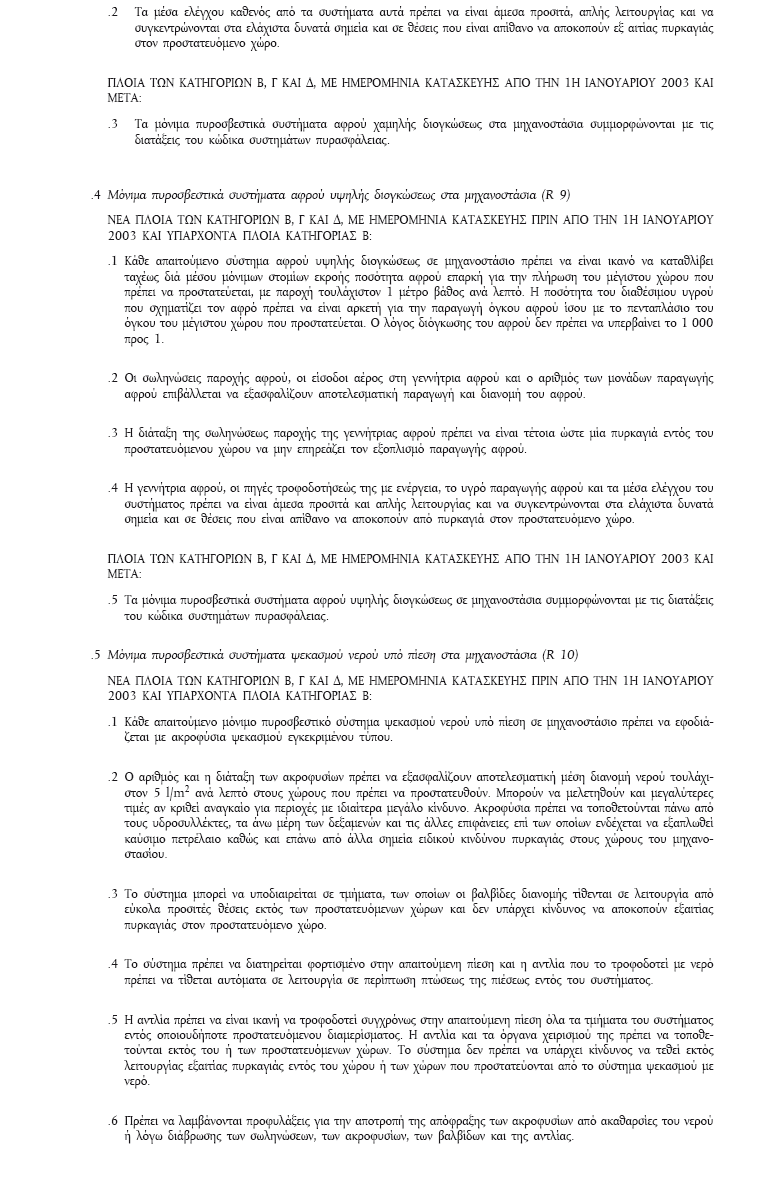 .2 Τα μέσα ελέγχου καθενός από τα συστήματα αυτά πρέπει να είναι άμεσα προσιτά, απλής λειτουργίας και να
συγκεντρώνονται στα ελάχιστα δυνατά σημεία και σε θέσεις που είναι απίθανο να αποκοπούν εξ αιτίας πυρκαγιάς
στον προστατευόμενο χώρο.
ΠΛΟΙΑ ΤΩΝ ΚΑΤΗΓΟΡΙΩΝ Β, Γ ΚΑΙ Δ, ΜΕ ΗΜΕΡΟΜΗΝΙΑ ΚΑΤΑΣΚΕΥΗΣ ΑΠΟ ΤΗΝ 1Η ΙΑΝΟΥΑΡΙΟΥ 2003 ΚΑΙ
ΜΕΤΑ:
.3 Τα μόνιμα πυροσβεστικά συστήματα αφρού χαμηλής διογκώσεως στα μηχανοστάσια συμμορφώνονται με τις
διατάξεις του κώδικα συστημάτων πυρασφάλειας.
.4 Μόνιμα πυροσβεστικά συστήματα αφρού υψηλής διογκώσεως στα μηχανοστάσια (R 9)
ΝΕΑ ΠΛΟΙΑ ΤΩΝ ΚΑΤΗΓΟΡΙΩΝ Β, Γ ΚΑΙ Δ, ΜΕ ΗΜΕΡΟΜΗΝΙΑ ΚΑΤΑΣΚΕΥΗΣ ΠΡΙΝ ΑΠΟ ΤΗΝ 1Η ΙΑΝΟΥΑΡΙΟΥ
2003 ΚΑΙ ΥΠΑΡΧΟΝΤΑ ΠΛΟΙΑ ΚΑΤΗΓΟΡΙΑΣ Β:
.1 Κάθε απαιτούμενο σύστημα αφρού υψηλής διογκώσεως σε μηχανοστάσιο πρέπει να είναι ικανό να καταθλίβει
ταχέως διά μέσου μόνιμων στομίων εκροής ποσότητα αφρού επαρκή για την πλήρωση του μέγιστου χώρου που
πρέπει να προστατεύεται, με παροχή τουλάχιστον 1 μέτρο βάθος ανά λεπτό. Η ποσότητα του διαθέσιμου υγρού
που σχηματίζει τον αφρό πρέπει να είναι αρκετή για την παραγωγή όγκου αφρού ίσου με το πενταπλάσιο του
όγκου του μέγιστου χώρου που προστατεύεται. Ο λόγος διόγκωσης του αφρού δεν πρέπει να υπερβαίνει το 1 000
προς 1.
.2 Οι σωληνώσεις παροχής αφρού, οι είσοδοι αέρος στη γεννήτρια αφρού και ο αριθμός των μονάδων παραγωγής
αφρού επιβάλλεται να εξασφαλίζουν αποτελεσματική παραγωγή και διανομή του αφρού.
.3 Η διάταξη της σωληνώσεως παροχής της γεννήτριας αφρού πρέπει να είναι τέτοια ώστε μία πυρκαγιά εντός του
προστατευόμενου χώρου να μην επηρεάζει τον εξοπλισμό παραγωγής αφρού.
.4 Η γεννήτρια αφρού, οι πηγές τροφοδοτήσεώς της με ενέργεια, το υγρό παραγωγής αφρού και τα μέσα ελέγχου του
συστήματος πρέπει να είναι άμεσα προσιτά και απλής λειτουργίας και να συγκεντρώνονται στα ελάχιστα δυνατά
σημεία και σε θέσεις που είναι απίθανο να αποκοπούν από πυρκαγιά στον προστατευόμενο χώρο.
ΠΛΟΙΑ ΤΩΝ ΚΑΤΗΓΟΡΙΩΝ Β, Γ ΚΑΙ Δ, ΜΕ ΗΜΕΡΟΜΗΝΙΑ ΚΑΤΑΣΚΕΥΗΣ ΑΠΟ ΤΗΝ 1Η ΙΑΝΟΥΑΡΙΟΥ 2003 ΚΑΙ
ΜΕΤΑ:
.5 Τα μόνιμα πυροσβεστικά συστήματα αφρού υψηλής διογκώσεως σε μηχανοστάσια συμμορφώνονται με τις διατάξεις
του κώδικα συστημάτων πυρασφάλειας.
.5 Μόνιμα πυροσβεστικά συστήματα ψεκασμού νερού υπό πίεση στα μηχανοστάσια (R 10)
ΝΕΑ ΠΛΟΙΑ ΤΩΝ ΚΑΤΗΓΟΡΙΩΝ Β, Γ ΚΑΙ Δ, ΜΕ ΗΜΕΡΟΜΗΝΙΑ ΚΑΤΑΣΚΕΥΗΣ ΠΡΙΝ ΑΠΟ ΤΗΝ 1Η ΙΑΝΟΥΑΡΙΟΥ
2003 ΚΑΙ ΥΠΑΡΧΟΝΤΑ ΠΛΟΙΑ ΚΑΤΗΓΟΡΙΑΣ Β:
.1 Κάθε απαιτούμενο μόνιμο πυροσβεστικό σύστημα ψεκασμού νερού υπό πίεση σε μηχανοστάσιο πρέπει να εφοδιά-
ζεται με ακροφύσια ψεκασμού εγκεκριμένου τύπου.
.2 Ο αριθμός και η διάταξη των ακροφυσίων πρέπει να εξασφαλίζουν αποτελεσματική μέση διανομή νερού τουλάχι-
στον 5 l/m² ανά λεπτό στους χώρους που πρέπει να προστατευθούν. Μπορούν να μελετηθούν και μεγαλύτερες
τιμές αν κριθεί αναγκαίο για περιοχές με ιδιαίτερα μεγάλο κίνδυνο. Ακροφύσια πρέπει να τοποθετούνται πάνω από
τους υδροσυλλέκτες, τα άνω μέρη των δεξαμενών και τις άλλες επιφάνειες επί των οποίων ενδέχεται να εξαπλωθεί
καύσιμο πετρέλαιο καθώς και επάνω από άλλα σημεία ειδικού κινδύνου πυρκαγιάς στους χώρους του μηχανο-
στασίου.
.3 Το σύστημα μπορεί να υποδιαιρείται σε τμήματα, των οποίων οι βαλβίδες διανομής τίθενται σε λειτουργία από
εύκολα προσιτές θέσεις εκτός των προστατευόμενων χώρων και δεν υπάρχει κίνδυνος να αποκοπούν εξαιτίας
πυρκαγιάς στον προστατευόμενο χώρο.
.4 Το σύστημα πρέπει να διατηρείται φορτισμένο στην απαιτούμενη πίεση και η αντλία που το τροφοδοτεί με νερό
πρέπει να τίθεται αυτόματα σε λειτουργία σε περίπτωση πτώσεως της πιέσεως εντός του συστήματος.
.5 Η αντλία πρέπει να είναι ικανή να τροφοδοτεί συγχρόνως στην απαιτούμενη πίεση όλα τα τμήματα του συστήματος
εντός οποιουδήποτε προστατευόμενου διαμερίσματος. Η αντλία και τα όργανα χειρισμού της πρέπει να τοποθε-
τούνται εκτός του ή των προστατευόμενων χώρων. Το σύστημα δεν πρέπει να υπάρχει κίνδυνος να τεθεί εκτός
λειτουργίας εξαιτίας πυρκαγιάς εντός του χώρου ή των χώρων που προστατεύονται από το σύστημα ψεκασμού με
νερό.
.6 Πρέπει να λαμβάνονται προφυλάξεις για την αποτροπή της απόφραξης των ακροφυσίων από ακαθαρσίες του νερού
ή λόγω διάβρωσης των σωληνώσεων, των ακροφυσίων, των βαλβίδων και της αντλίας.